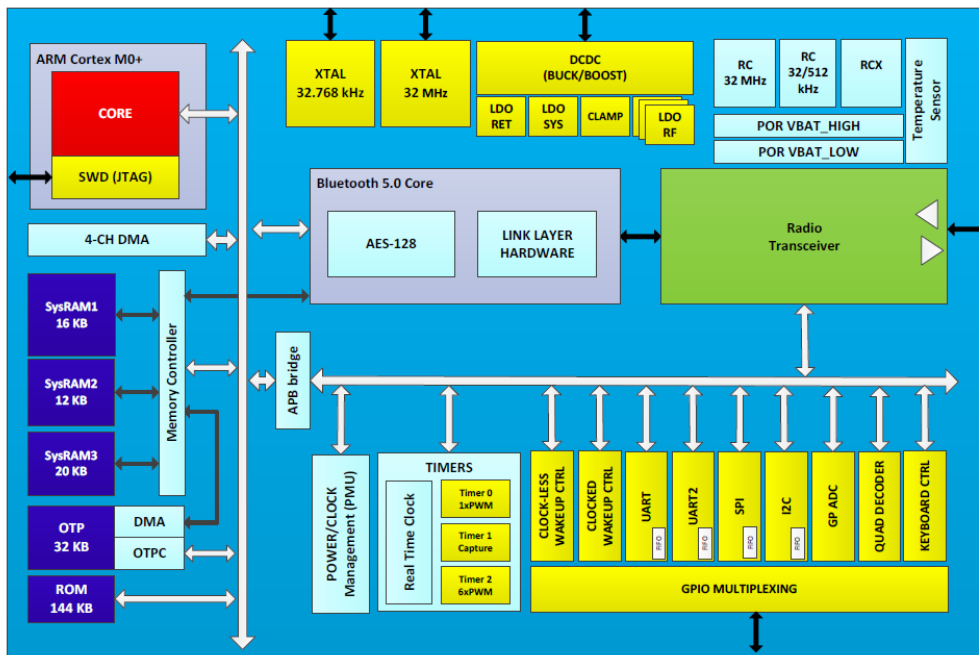 ARM Cortex M0+
CORE
SWD (JTAG)
XTAL
32.768 kHz
XTAL
32 MHz
DCDC
(BUCK/BOOST)
LDO
RET
LDO
SYS
CLAMP
LDO
RF
RC
32 MHz
RC
32/512
kHz
RCX
POR VBAT_HIGH
POR VBAT_LOW
Temperature
Sensor
4-CH DMA
Bluetooth 5.0 Core
AES-128
LINK LAYER
HARDWARE
Radio
Transceiver
SysRAM1
16 KB
SysRAM2
12 KB
SysRAM3
20 KB
Memory Controller
OTP
32 KB
DMA
OTPC
ROM
144 KB
APB bridge
POWER/CLOCK
Management (PMU)
TIMERS
Real Time Clock
Timer 0
1xPWM
Timer 1
Capture
Timer 2
6xPWM
CLOCK-LESS
WAKEUP CTRL
CLOCKED
WAKEUP CTRL
UART
FIFO
UART2
FIFO
SPI
FIFO
I2C
FIFO
GP ADC
QUAD DECODER
KEYBOARD CTRL
GPIO MULTIPLEXING